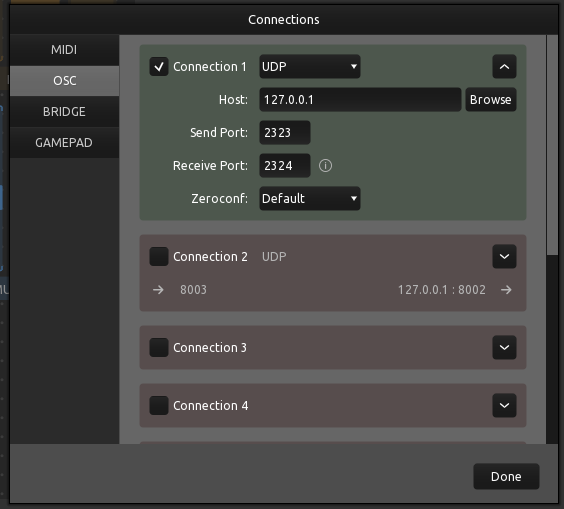 Connections
MIDI
OSC
BRIDGE
GAMEPAD
Connection 1 UDP
Host: 127.0.0.1 Browse
Send Port: 2323
Receive Port: 2324
Zeroconf: Default
Connection 2 UDP
→ 8003 127.0.0.1 : 8002 →
Connection 3
Connection 4
Done